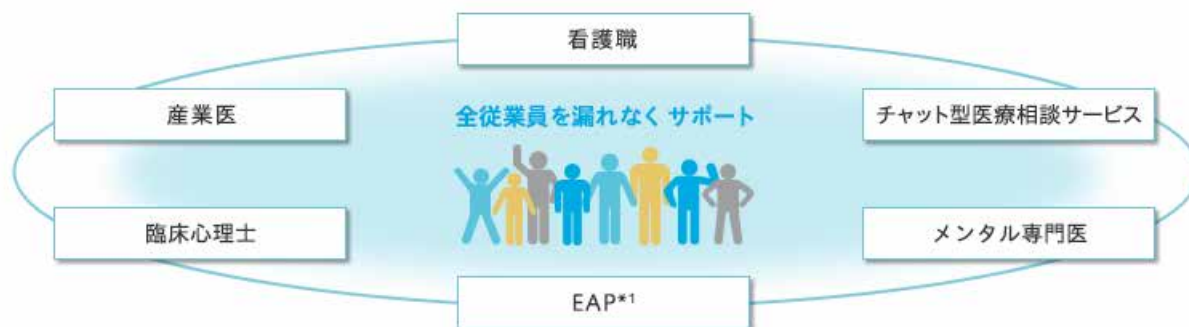 看護職
産業医
全従業員を漏れなくサポート
チャット型医療相談サービス
臨床心理士
メンタル専門医
EAP*1